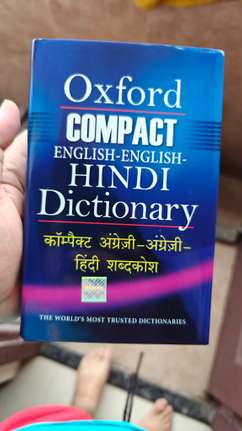 Oxford
COMPACT
ENGLISH-ENGLISH-
HINDI
Dictionary
कॉम्पैक्ट अंग्रेज़ी–अंग्रेज़ी–
हिंदी शब्दकोश
THE WORLD'S MOST TRUSTED DICTIONARIES